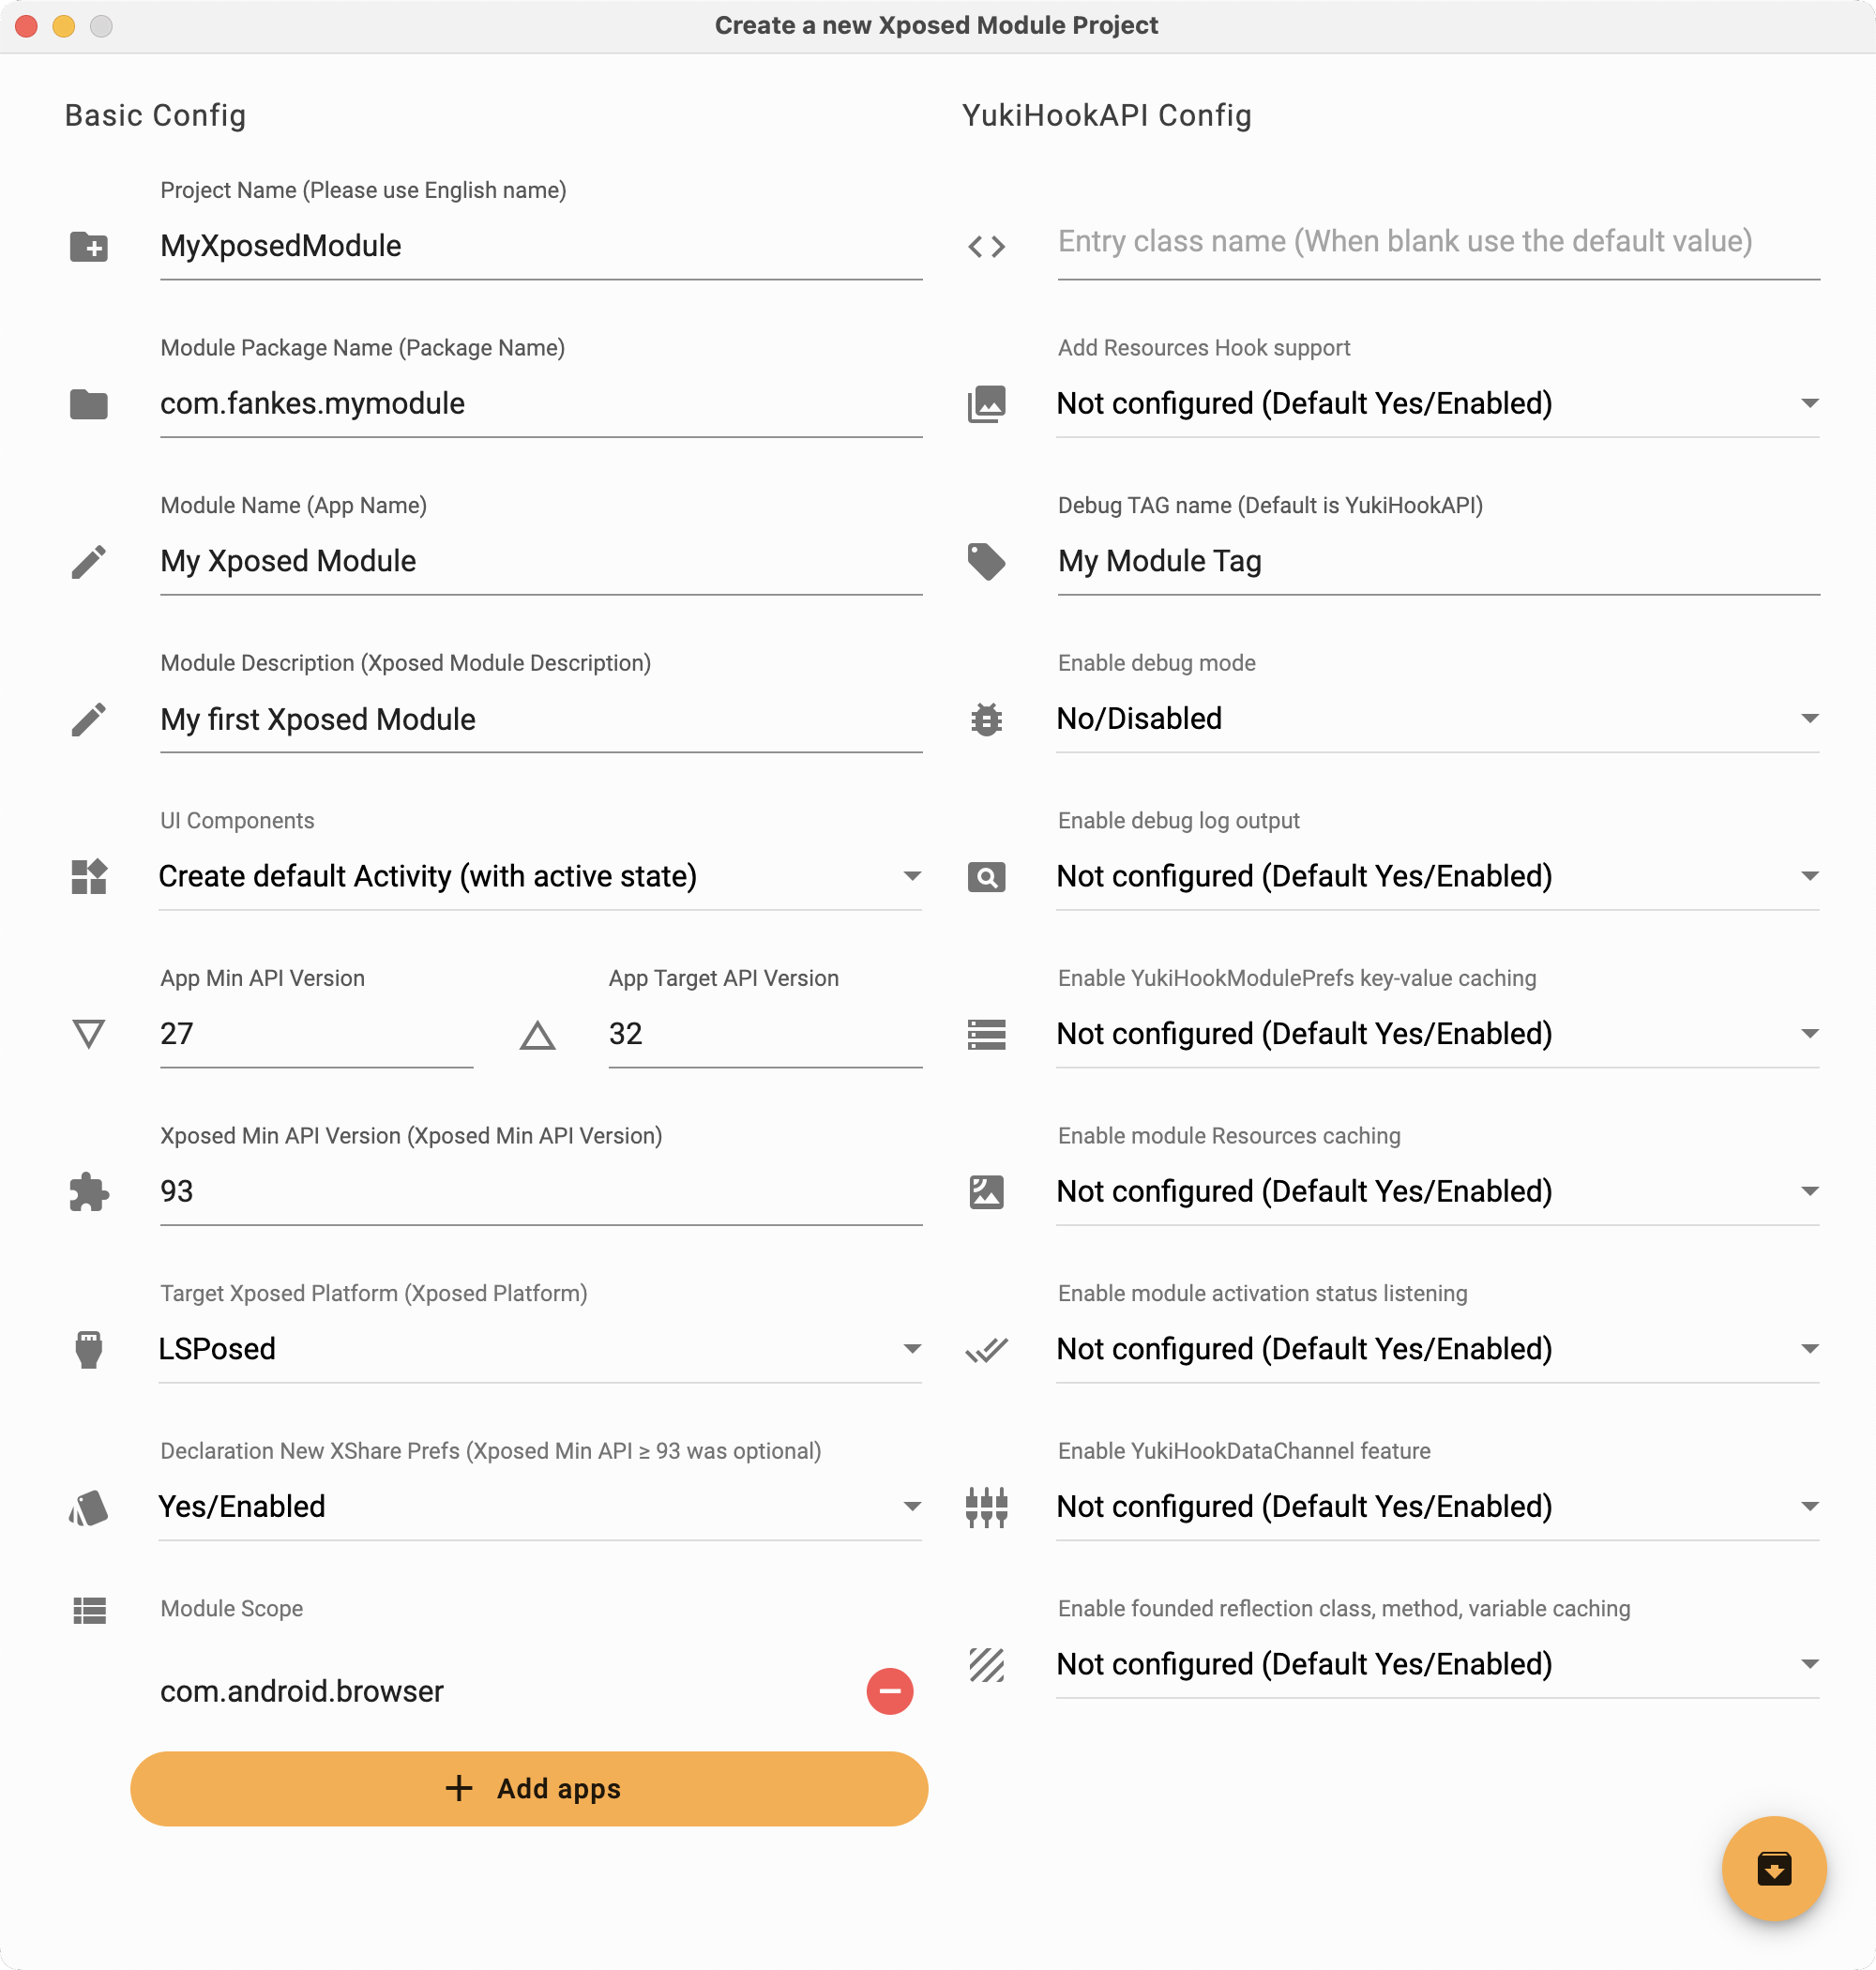 Create a new Xposed Module Project
Basic Config
Project Name (Please use English name)
MyXposedModule
Module Package Name (Package Name)
com.fankes.mymodule
Module Name (App Name)
My Xposed Module
Module Description (Xposed Module Description)
My first Xposed Module
UI Components
Create default Activity (with active state)
App Min API Version
27
App Target API Version
32
Xposed Min API Version (Xposed Min API Version)
93
Target Xposed Platform (Xposed Platform)
LSPosed
Declaration New XShare Prefs (Xposed Min API ≥ 93 was optional)
Yes/Enabled
Module Scope
com.android.browser
Add apps
YukiHookAPI Config
Entry class name (When blank use the default value)
Add Resources Hook support
Not configured (Default Yes/Enabled)
Debug TAG name (Default is YukiHookAPI)
My Module Tag
Enable debug mode
No/Disabled
Enable debug log output
Not configured (Default Yes/Enabled)
Enable YukiHookModulePrefs key-value caching
Not configured (Default Yes/Enabled)
Enable module Resources caching
Not configured (Default Yes/Enabled)
Enable module activation status listening
Not configured (Default Yes/Enabled)
Enable YukiHookDataChannel feature
Not configured (Default Yes/Enabled)
Enable founded reflection class, method, variable caching
Not configured (Default Yes/Enabled)